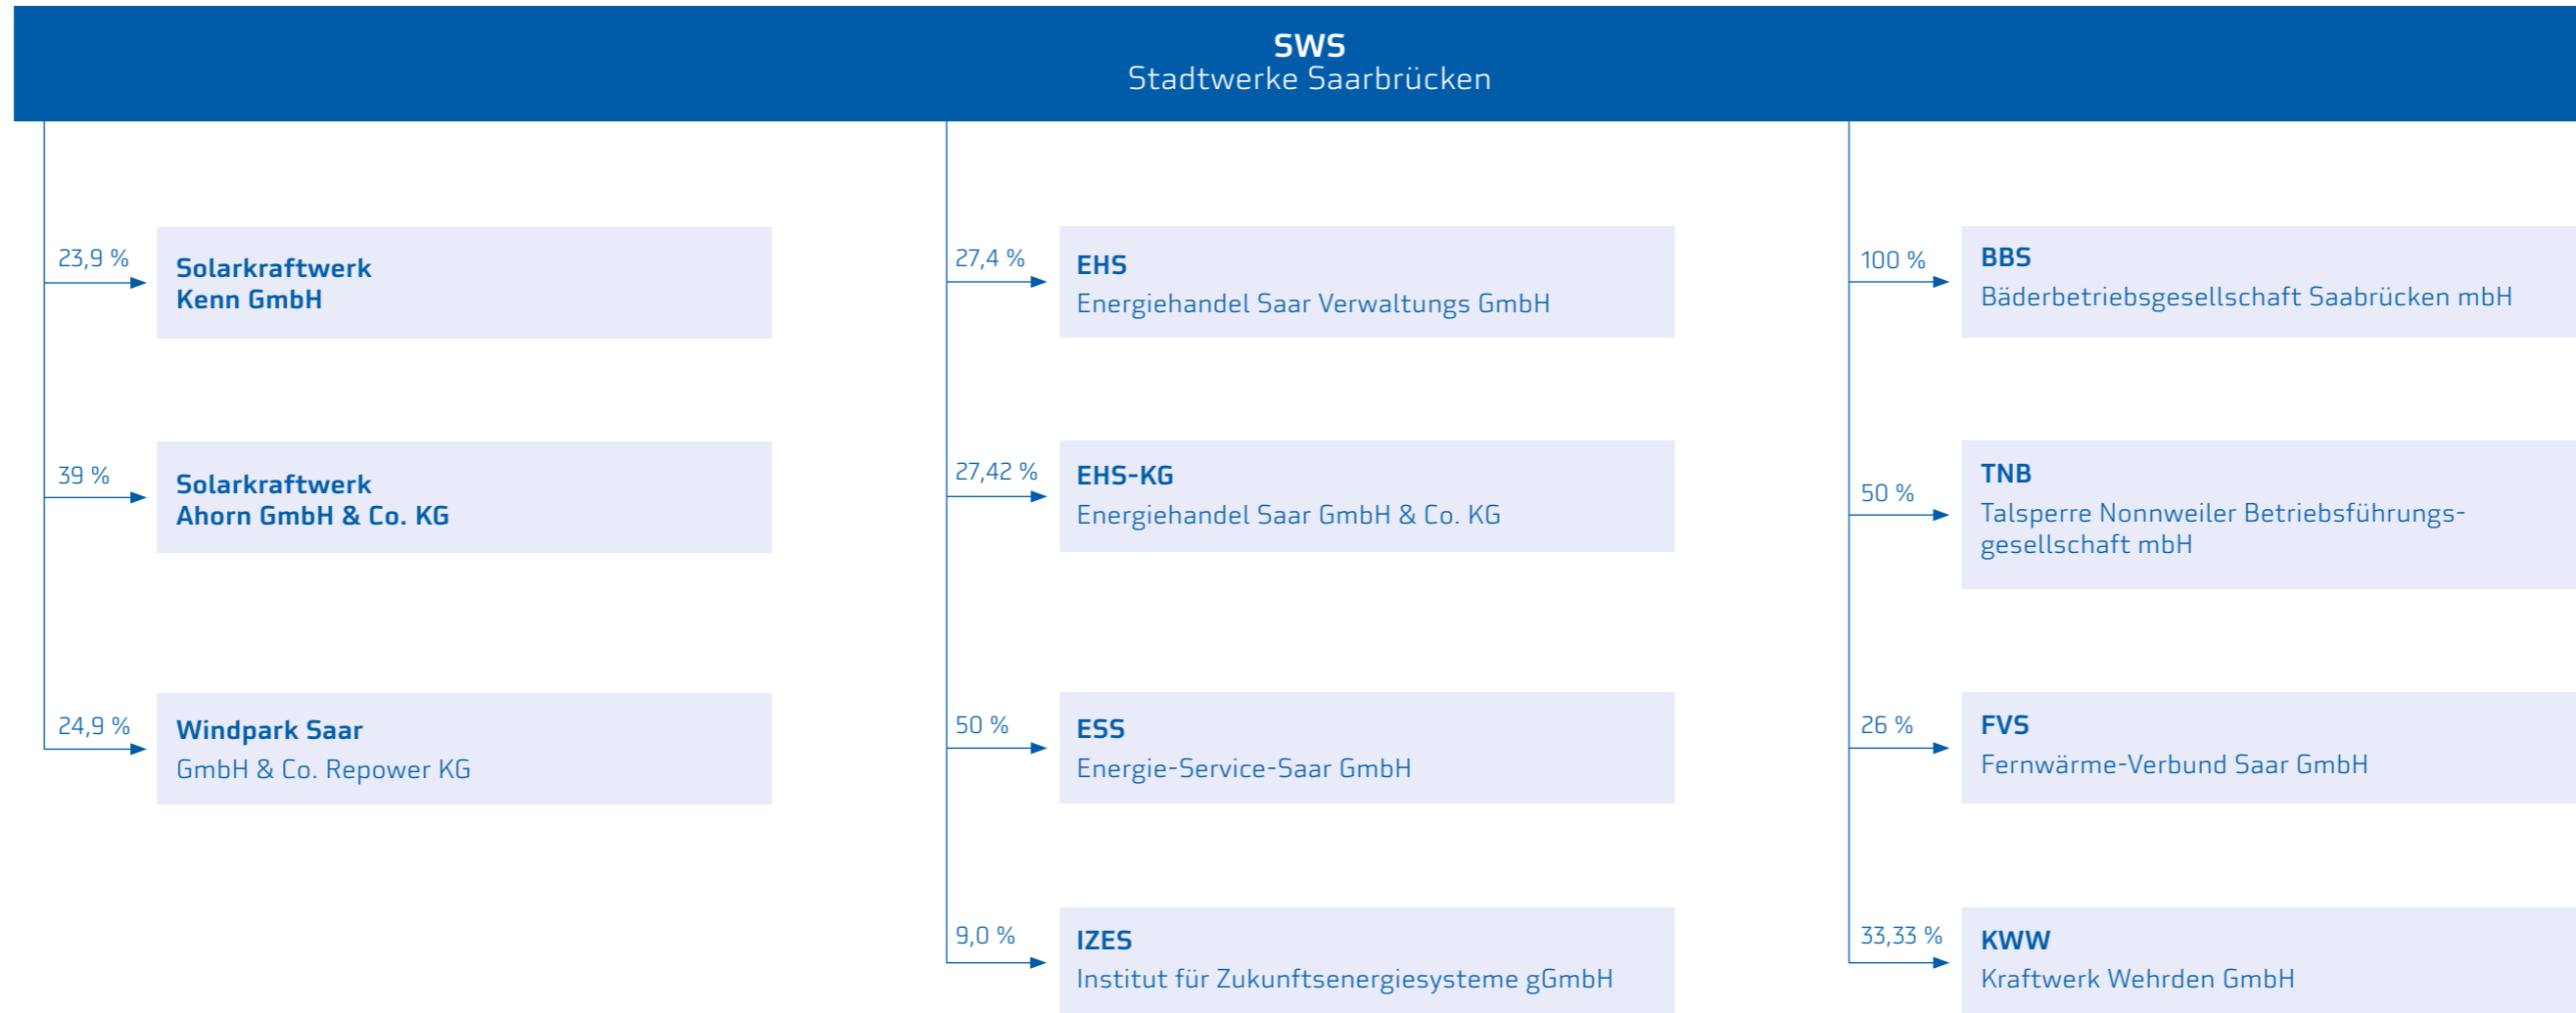 SWS
Stadtwerke Saarbrücken
23,9 %
Solarkraftwerk
Kenn GmbH
39 %
Solarkraftwerk
Ahorn GmbH & Co. KG
24,9 %
Windpark Saar
GmbH & Co. Repower KG
27,4 %
EHS
Energiehandel Saar Verwaltungs GmbH
27,42 %
EHS-KG
Energiehandel Saar GmbH & Co. KG
50 %
ESS
Energie-Service-Saar GmbH
9,0 %
IZES
Institut für Zukunftsenergiesysteme gGmbH
100 %
BBS
Bäderbetriebsgesellschaft Saabrücken mbH
50 %
TNB
Talsperre Nonnweiler Betriebsführungs-
gesellschaft mbH
26 %
FVS
Fernwärme-Verbund Saar GmbH
33,33 %
KWW
Kraftwerk Wehrden GmbH